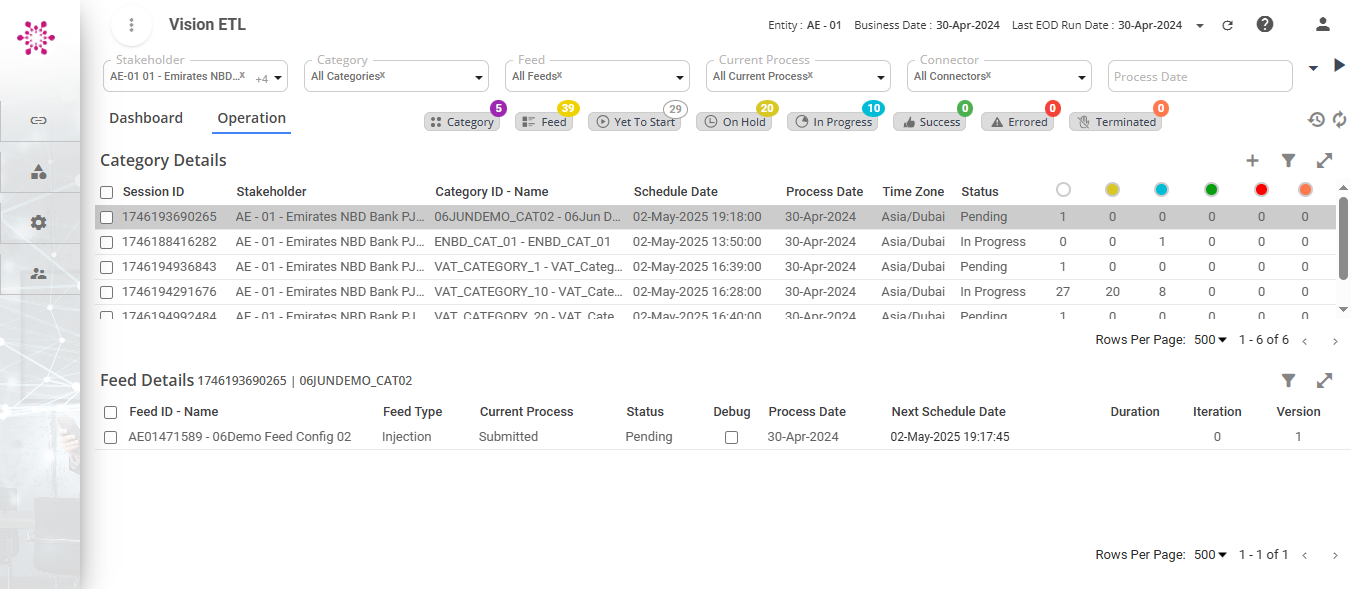 Vision ETL
Entity : AE - 01 Business Date : 30-Apr-2024 Last EOD Run Date : 30-Apr-2024
Stakeholder Category Feed Current Process Connector
AE-01 01 - Emirates NBD...x +4 All Categoriesx All Feedsx All Current Processx All Connectorsx Process Date
Dashboard Operation
Category 5 Feed 39 Yet To Start 29 On Hold 20 In Progress 10 Success 0 Errored 0 Terminated 0
Category Details
Session ID Stakeholder Category ID - Name Schedule Date Process Date Time Zone Status
1746193690265 AE - 01 - Emirates NBD Bank PJ... 06JUNDEMO_CAT02 - 06Jun D... 02-May-2025 19:18:00 30-Apr-2024 Asia/Dubai Pending 1 0 0 0 0 0
1746188416282 AE - 01 - Emirates NBD Bank PJ... ENBD_CAT_01 - ENBD_CAT_01 02-May-2025 13:50:00 30-Apr-2024 Asia/Dubai In Progress 0 0 1 0 0 0
1746194936843 AE - 01 - Emirates NBD Bank PJ... VAT_CATEGORY_1 - VAT_Categ... 02-May-2025 16:39:00 30-Apr-2024 Asia/Dubai Pending 1 0 0 0 0 0
1746194291676 AE - 01 - Emirates NBD Bank PJ... VAT_CATEGORY_10 - VAT_Cate... 02-May-2025 16:28:00 30-Apr-2024 Asia/Dubai In Progress 27 20 8 0 0 0
1746194992484 AE - 01 - Emirates NBD Bank PJ... VAT_CATEGORY_20 - VAT_Cate... 02-May-2025 16:40:00 30-Apr-2024 Asia/Dubai Pending 1 0 0 0 0 0
Rows Per Page: 500 1 - 6 of 6
Feed Details 1746193690265 | 06JUNDEMO_CAT02
Feed ID - Name Feed Type Current Process Status Debug Process Date Next Schedule Date Duration Iteration Version
AE01471589 - 06Demo Feed Config 02 Injection Submitted Pending 30-Apr-2024 02-May-2025 19:17:45 0 1
Rows Per Page: 500 1 - 1 of 1